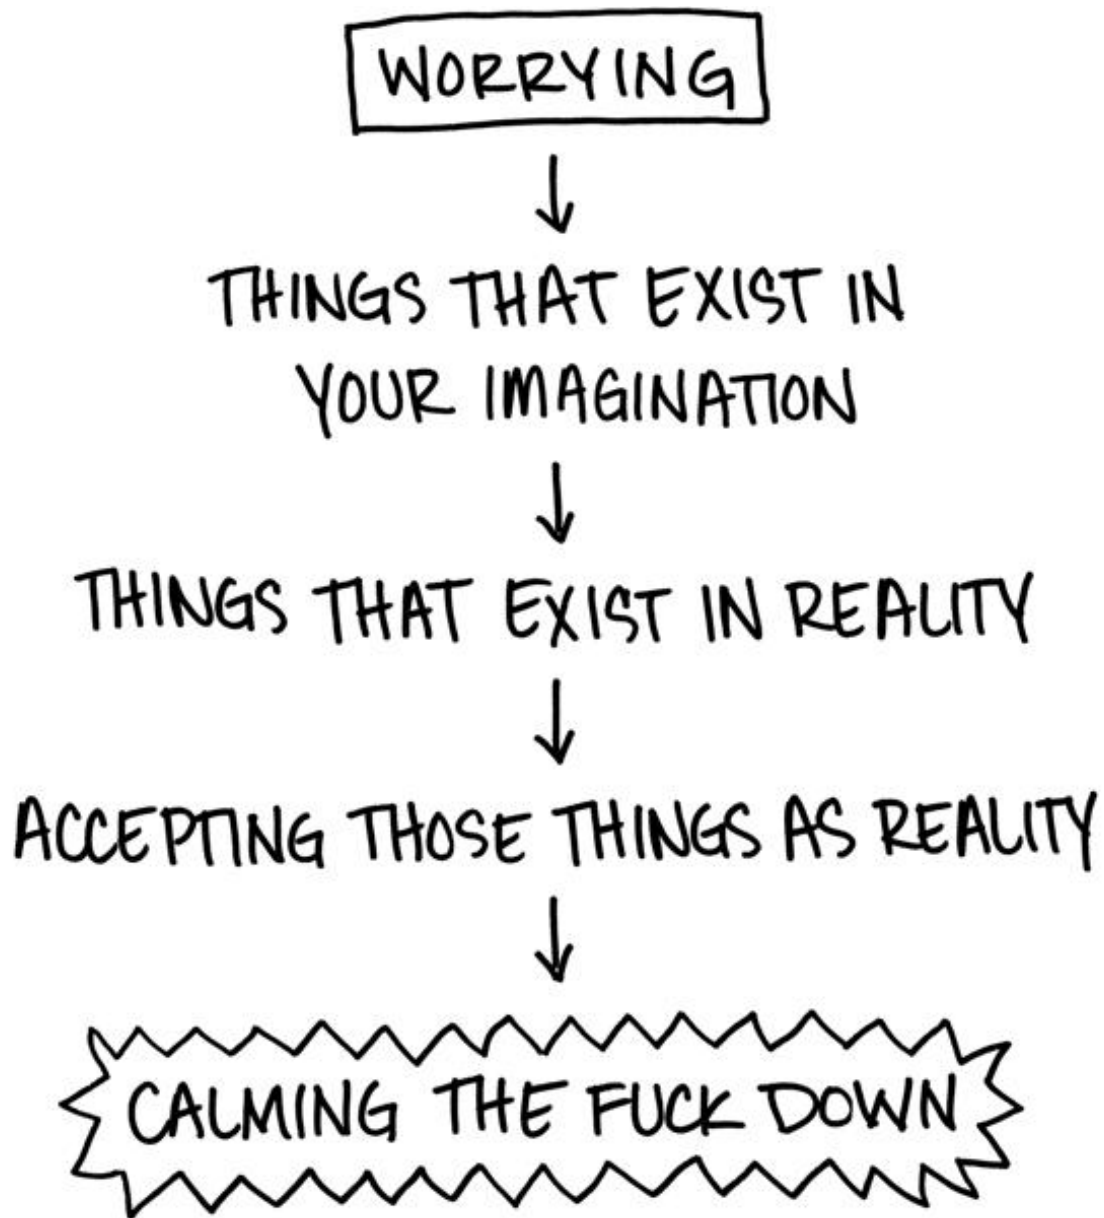 WORRYING
THINGS THAT EXIST IN
YOUR IMAGINATION
THINGS THAT EXIST IN REALITY
ACCEPTING THOSE THINGS AS REALITY
CALMING THE FUCK DOWN